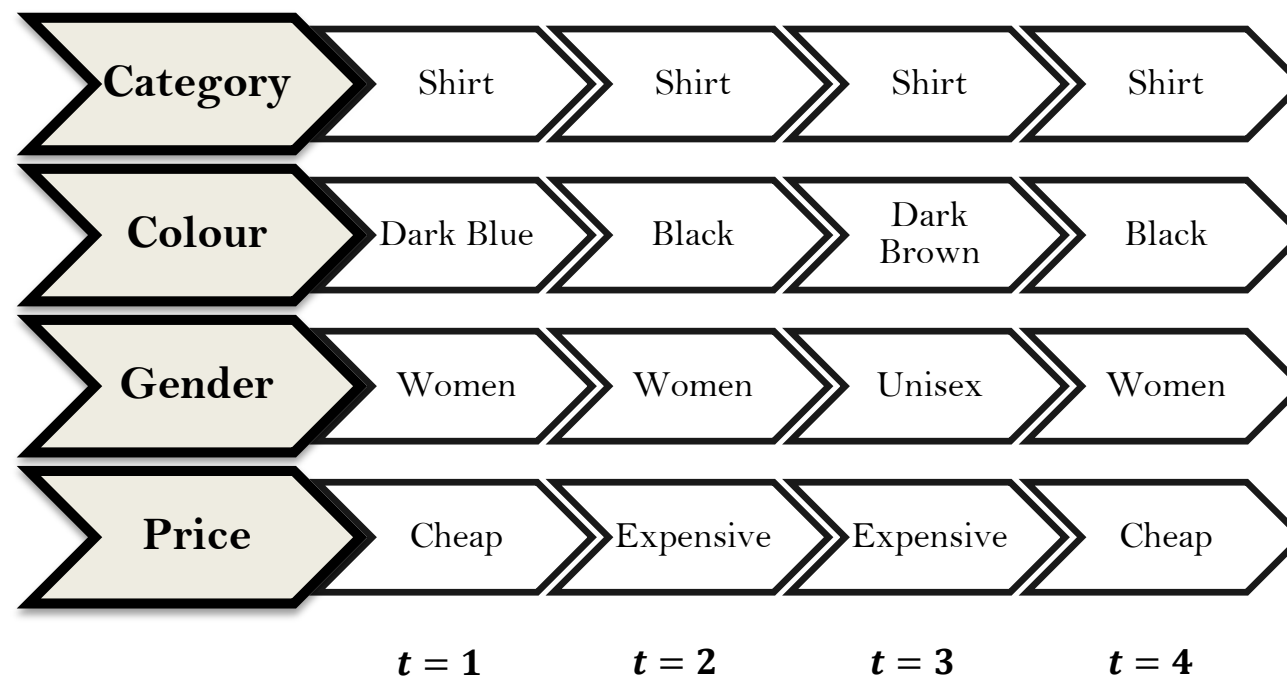 Category Shirt Shirt Shirt Shirt
Colour Dark Blue Black Dark Brown Black
Gender Women Women Unisex Women
Price Cheap Expensive Expensive Cheap
t = 1 t = 2 t = 3 t = 4